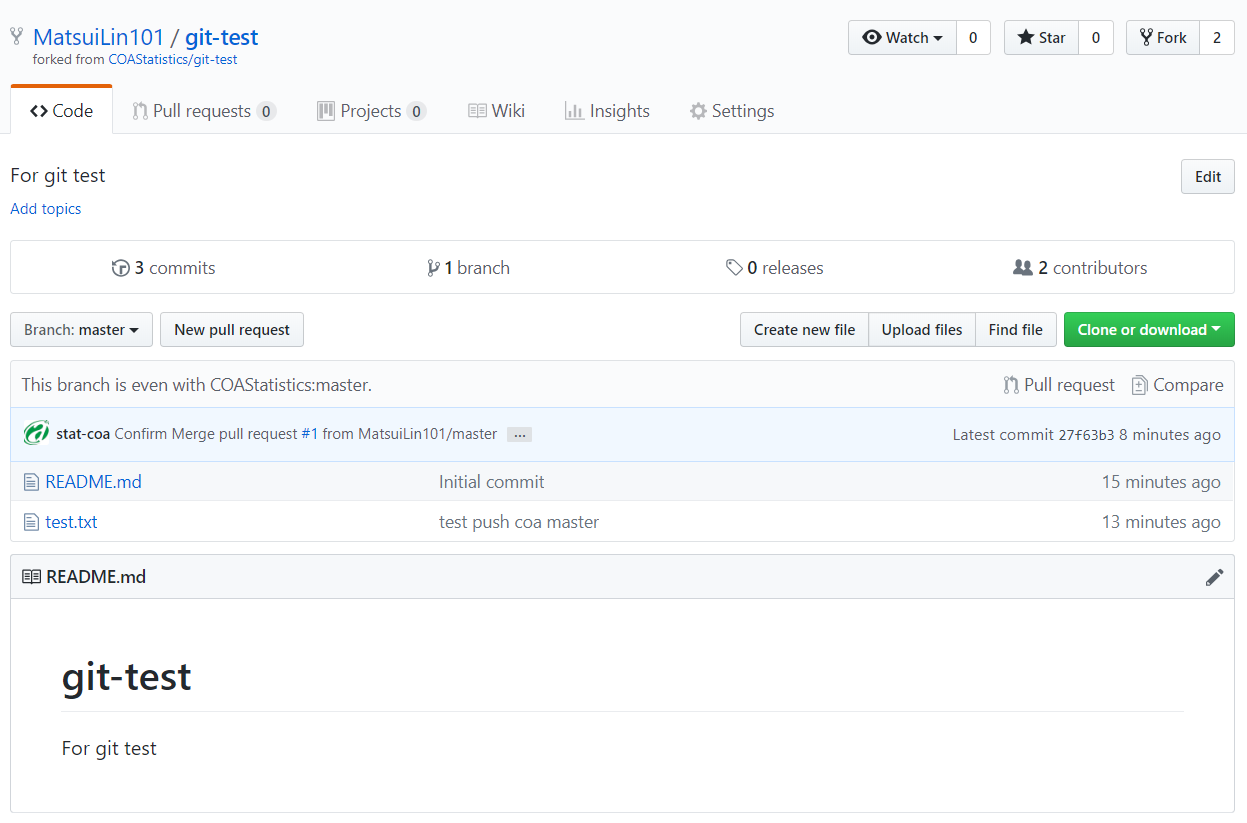 MatsuiLin101 / git-test
Watch 0 Star 0 Fork 2
forked from COAStatistics/git-test
Code Pull requests 0 Projects 0 Wiki Insights Settings
For git test
Edit
Add topics
3 commits 1 branch 0 releases 2 contributors
Branch: master New pull request Create new file Upload files Find file Clone or download
This branch is even with COAStatistics:master. Pull request Compare
stat-coa Confirm Merge pull request #1 from MatsuiLin101/master ... Latest commit 27f63b3 8 minutes ago
README.md Initial commit 15 minutes ago
test.txt test push coa master 13 minutes ago
README.md
git-test
For git test